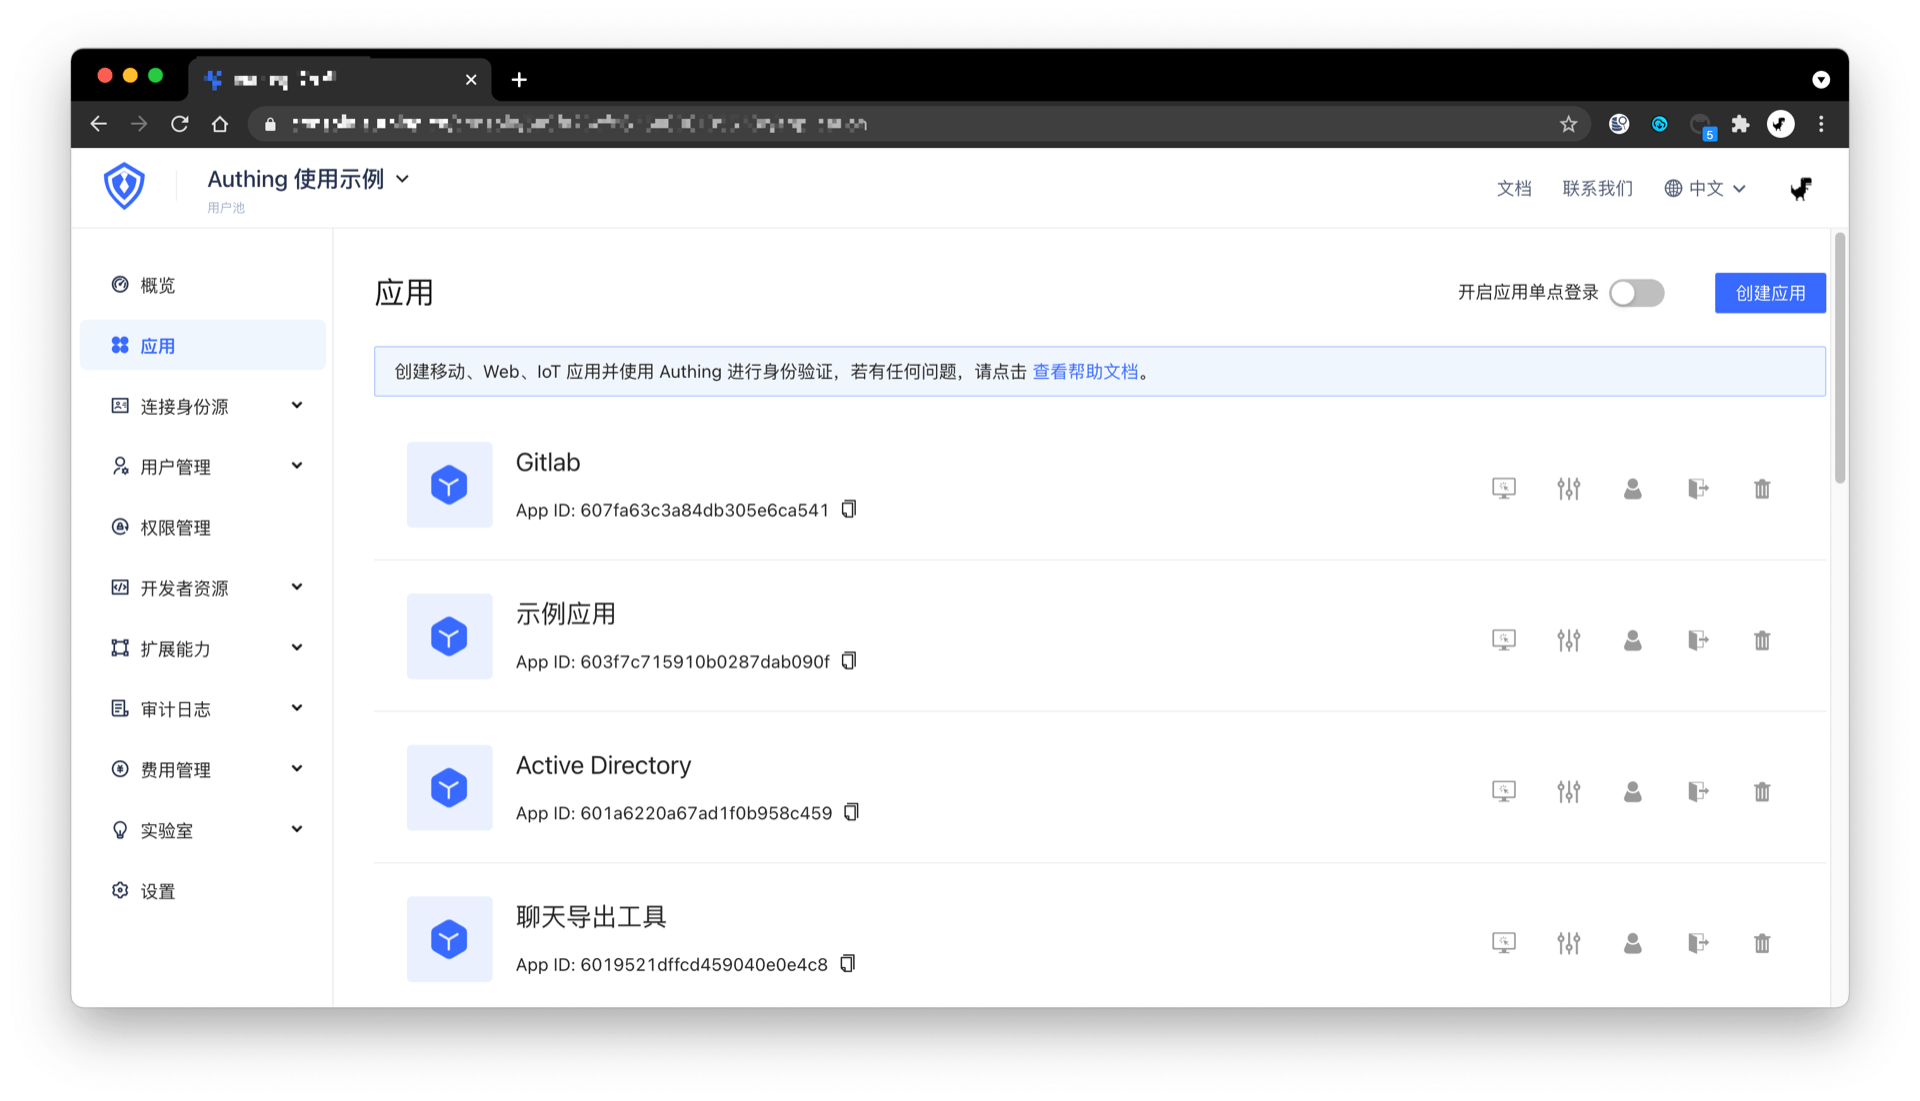 5
Authing 使用示例
用户池
文档
联系我们
中文
概览
应用
连接身份源
用户管理
权限管理
开发者资源
扩展能力
审计日志
费用管理
实验室
设置
应用
开启应用单点登录
创建应用
创建移动、Web、IoT 应用并使用 Authing 进行身份验证，若有任何问题，请点击 查看帮助文档。
Gitlab
App ID: 607fa63c3a84db305e6ca541
示例应用
App ID: 603f7c715910b0287dab090f
Active Directory
App ID: 601a6220a67ad1f0b958c459
聊天导出工具
App ID: 6019521dffcd459040e0e4c8